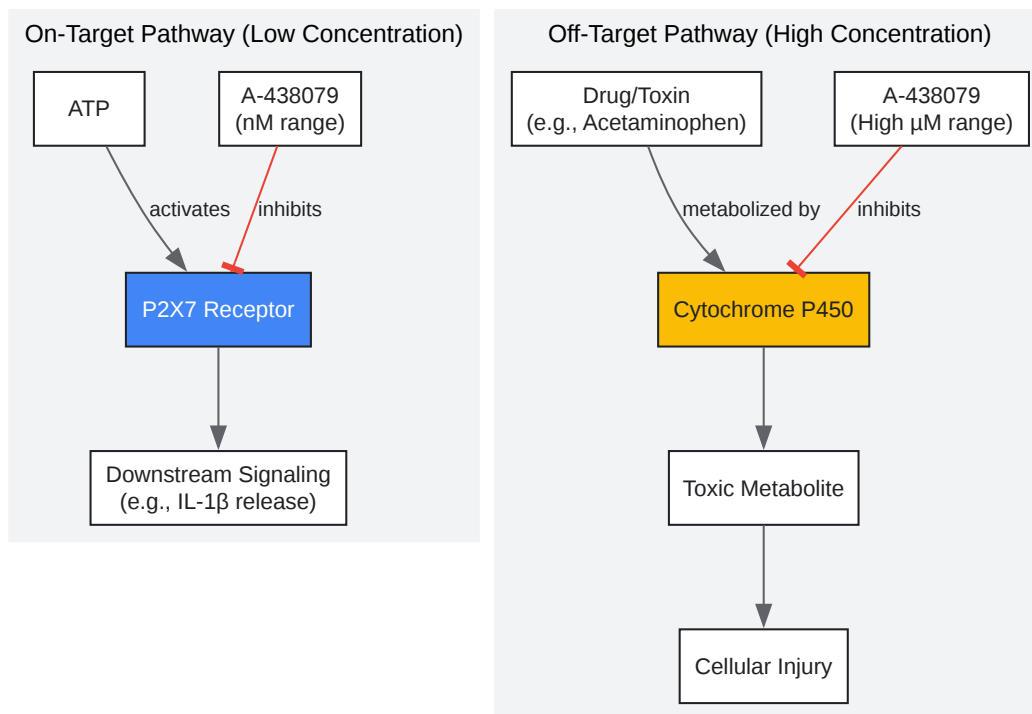 On-Target Pathway (Low Concentration)
ATP
A-438079
(nM range)
activates
inhibits
P2X7 Receptor
Downstream Signaling
(e.g., IL-1β release)
Off-Target Pathway (High Concentration)
Drug/Toxin
(e.g., Acetaminophen)
A-438079
(High µM range)
metabolized by
inhibits
Cytochrome P450
Toxic Metabolite
Cellular Injury